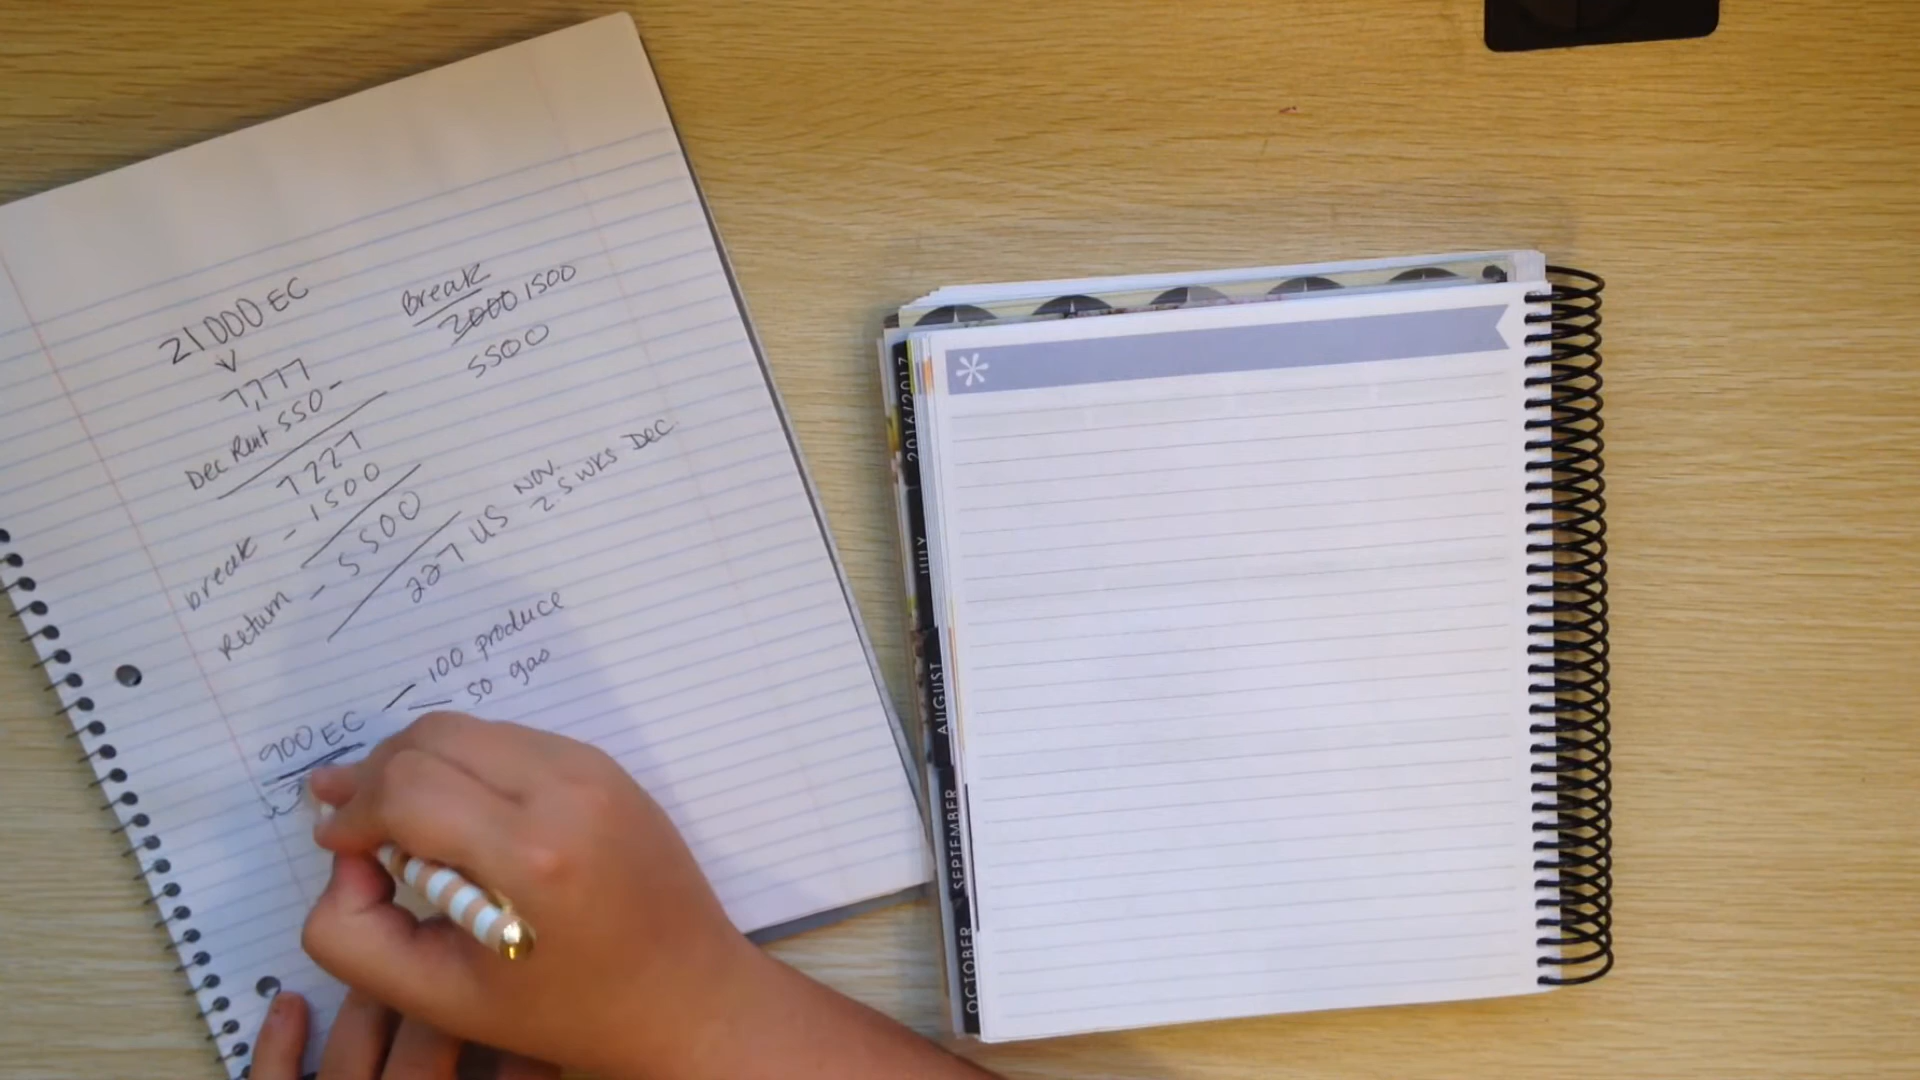 21000 EC
7,777
Dec Rent 550 -
7227
break - 1500
return - 5500
227 US Nov.
2.5 wks Dec
Break
2000 1500
5500
900 EC
100 produce
50 gas
2016/2017
JULY
AUGUST
SEPTEMBER
OCTOBER